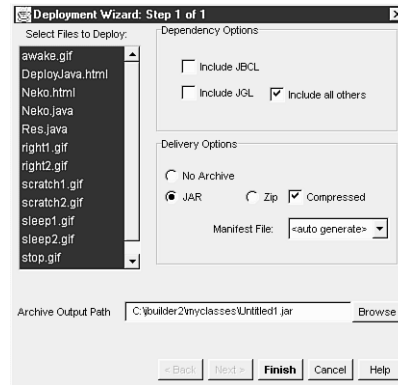 Deployment Wizard: Step 1 of 1
Select Files to Deploy:
awake.gif
DeployJava.html
Neko.html
Neko.java
Res.java
right1.gif
right2.gif
scratch1.gif
scratch2.gif
sleep1.gif
sleep2.gif
stop.gif
Dependency Options
Include JBCL
Include JGL Include all others
Delivery Options
No Archive
JAR Zip Compressed
Manifest File: <auto generate>
Archive Output Path C:\jbuilder2\myclasses\Untitled1.jar Browse
< Back Next > Finish Cancel Help